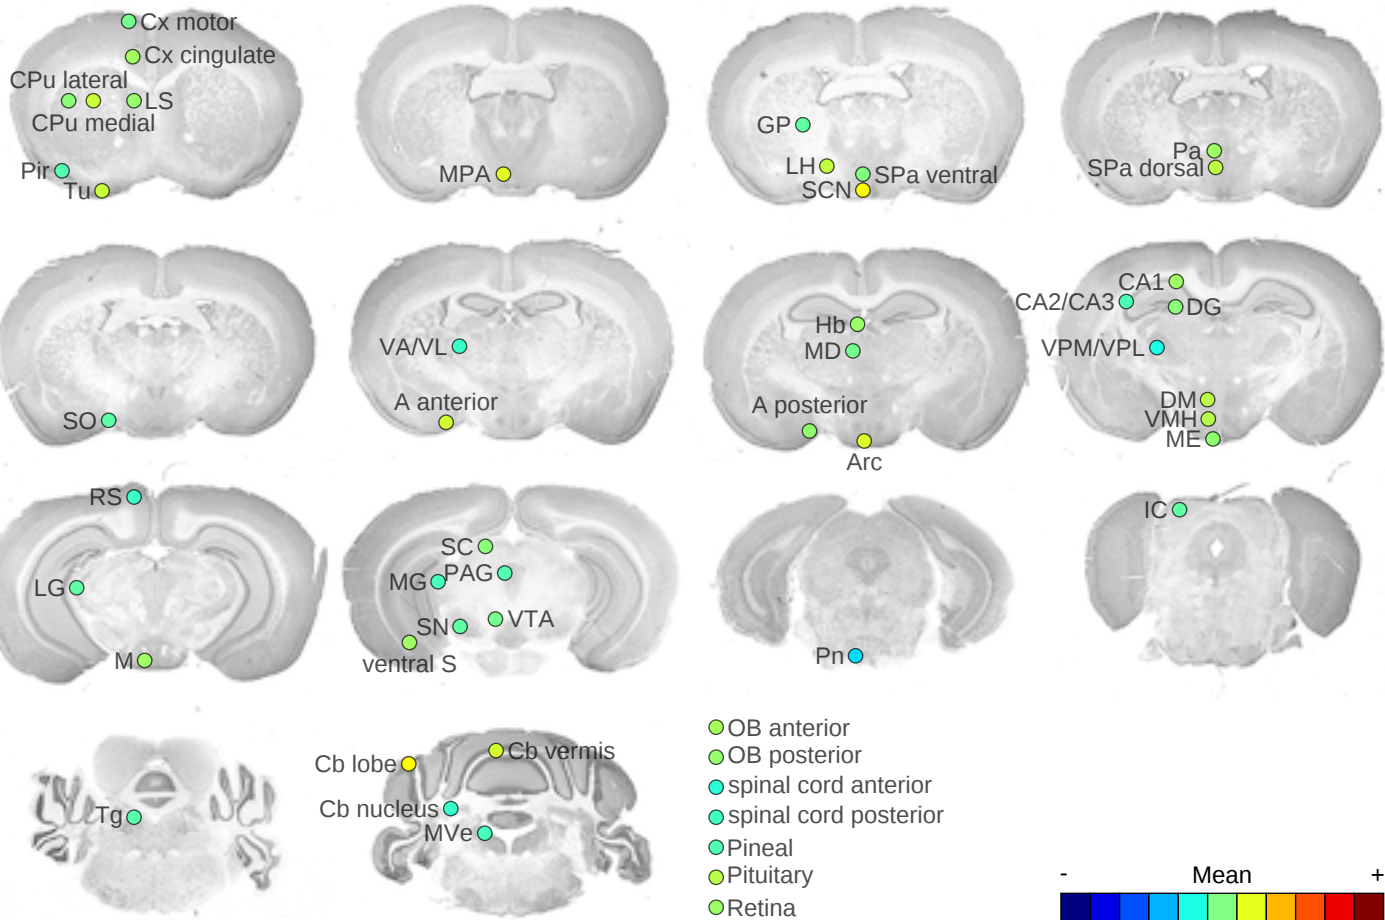 Cx motor
Cx cingulate
CPu lateral
LS
CPu medial
Pir
Tu
MPA
GP
LH
SPa ventral
SCN
Pa
SPa dorsal
SO
VA/VL
A anterior
Hb
MD
A posterior
Arc
CA1
CA2/CA3
DG
VPM/VPL
DM
VMH
ME
RS
LG
M
SC
MG
PAG
SN
VTA
ventral S
Pn
IC
Tg
Cb lobe
Cb vermis
Cb nucleus
MVe
OB anterior
OB posterior
spinal cord anterior
spinal cord posterior
Pineal
Pituitary
Retina
- Mean +